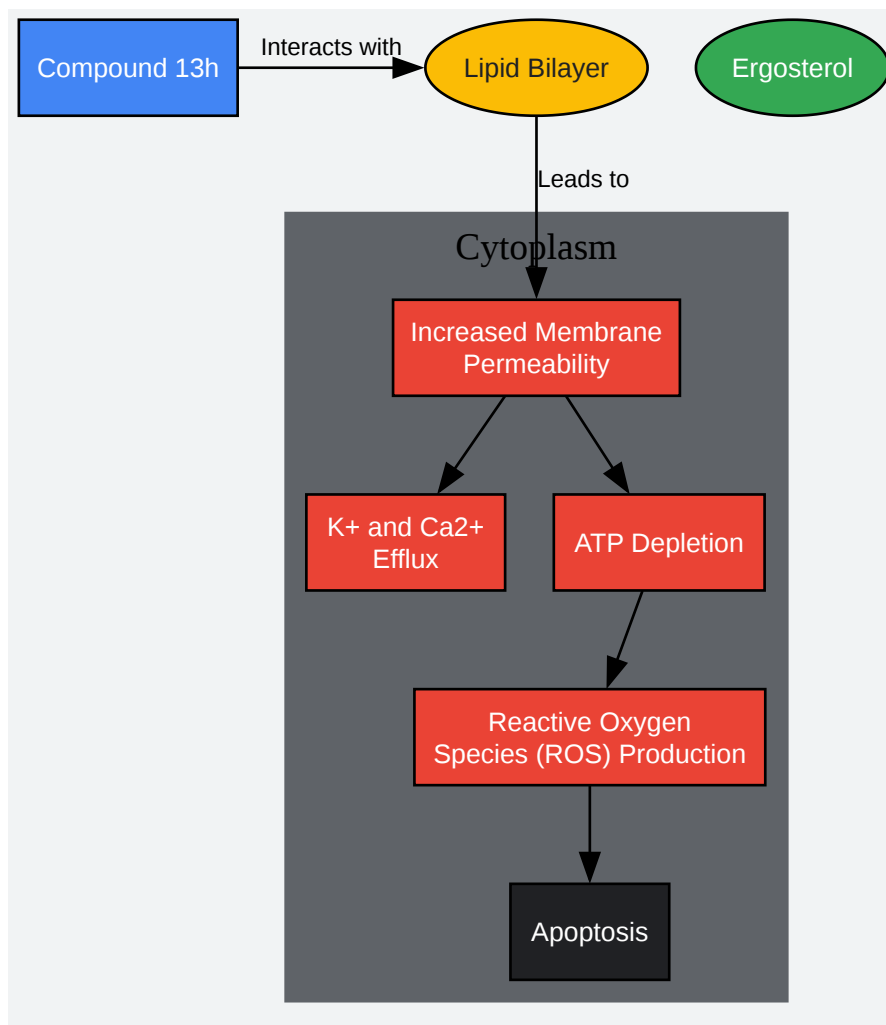 Compound 13h
Interacts with
Lipid Bilayer
Ergosterol
Leads to
Cytoplasm
Increased Membrane
Permeability
K+ and Ca2+
Efflux
ATP Depletion
Reactive Oxygen
Species (ROS) Production
Apoptosis